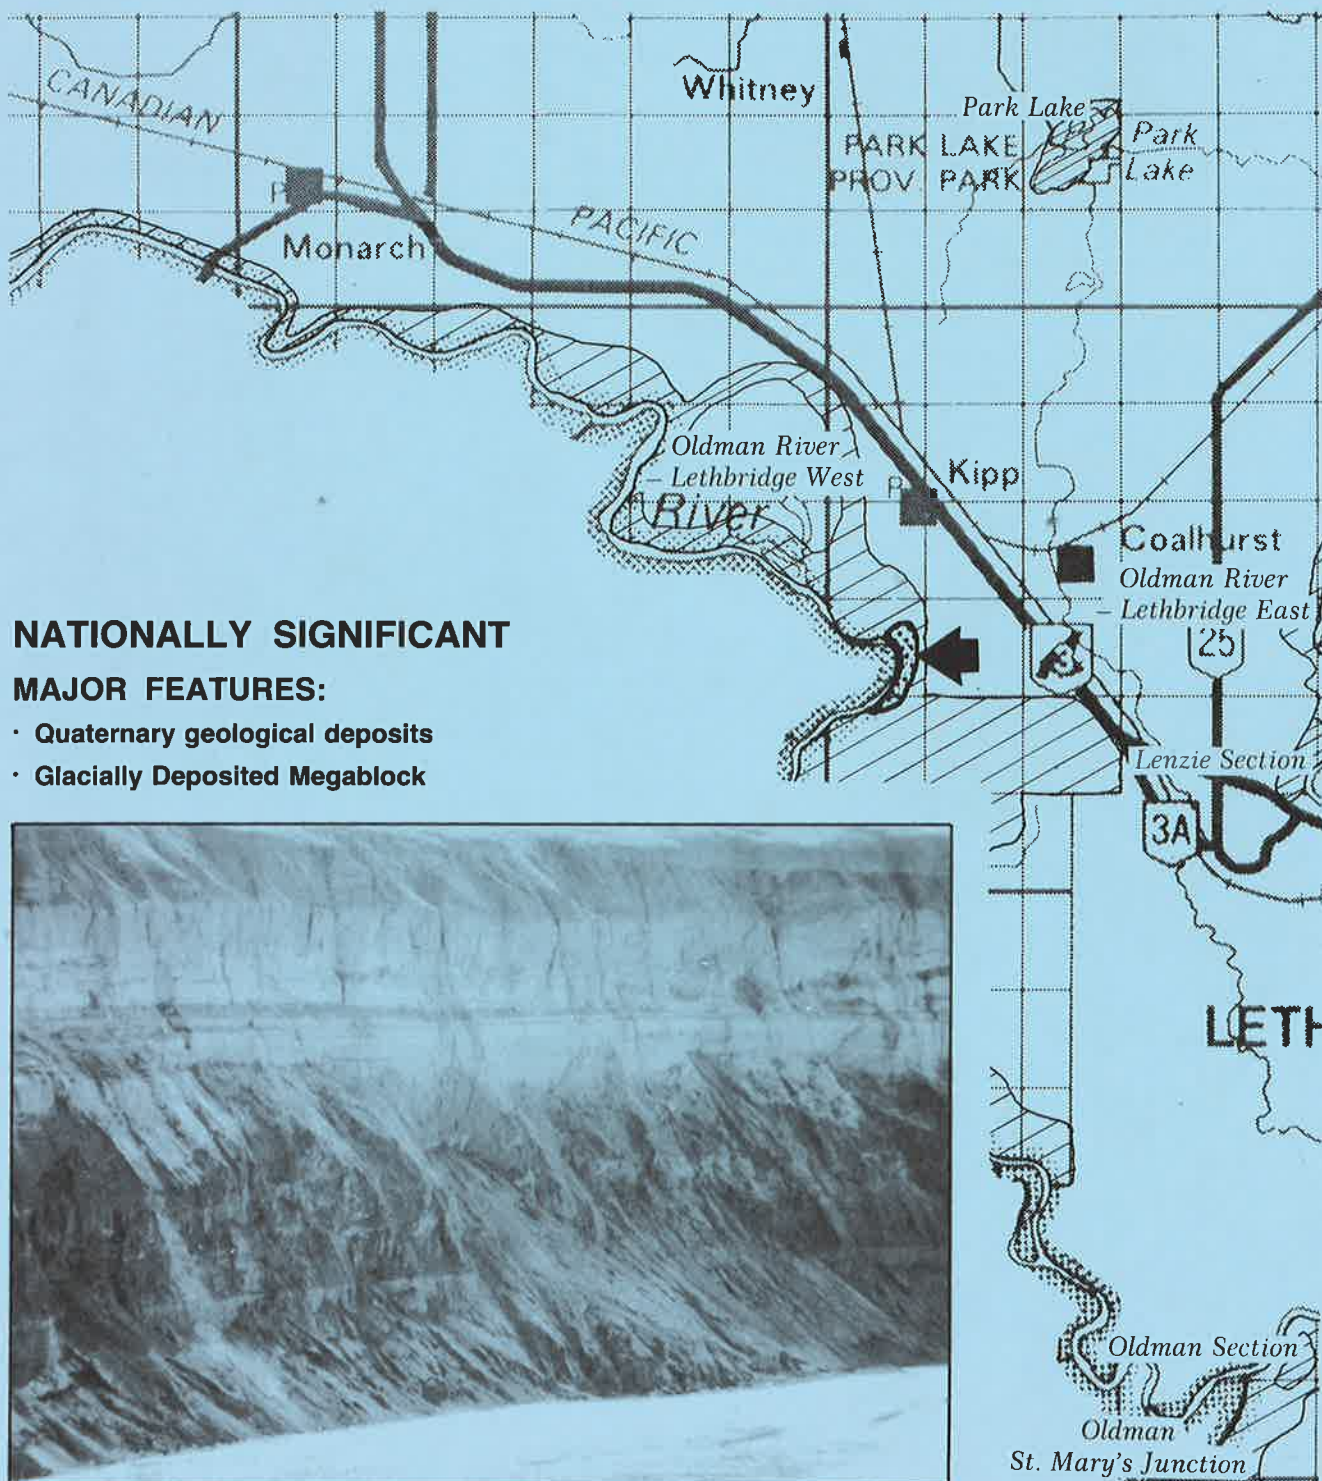 CANADIAN
Whitney
Park Lake
PARK LAKE
PROV. PARK
Park
Lake
PACIFIC
Monarch
Oldman River
– Lethbridge West
River
Kipp
Coalhurst
Oldman River
– Lethbridge East
25
3
NATIONALLY SIGNIFICANT
MAJOR FEATURES:
· Quaternary geological deposits
· Glacially Deposited Megablock
Lenzie Section
3A
LETH
Oldman Section
Oldman
St. Mary's Junction